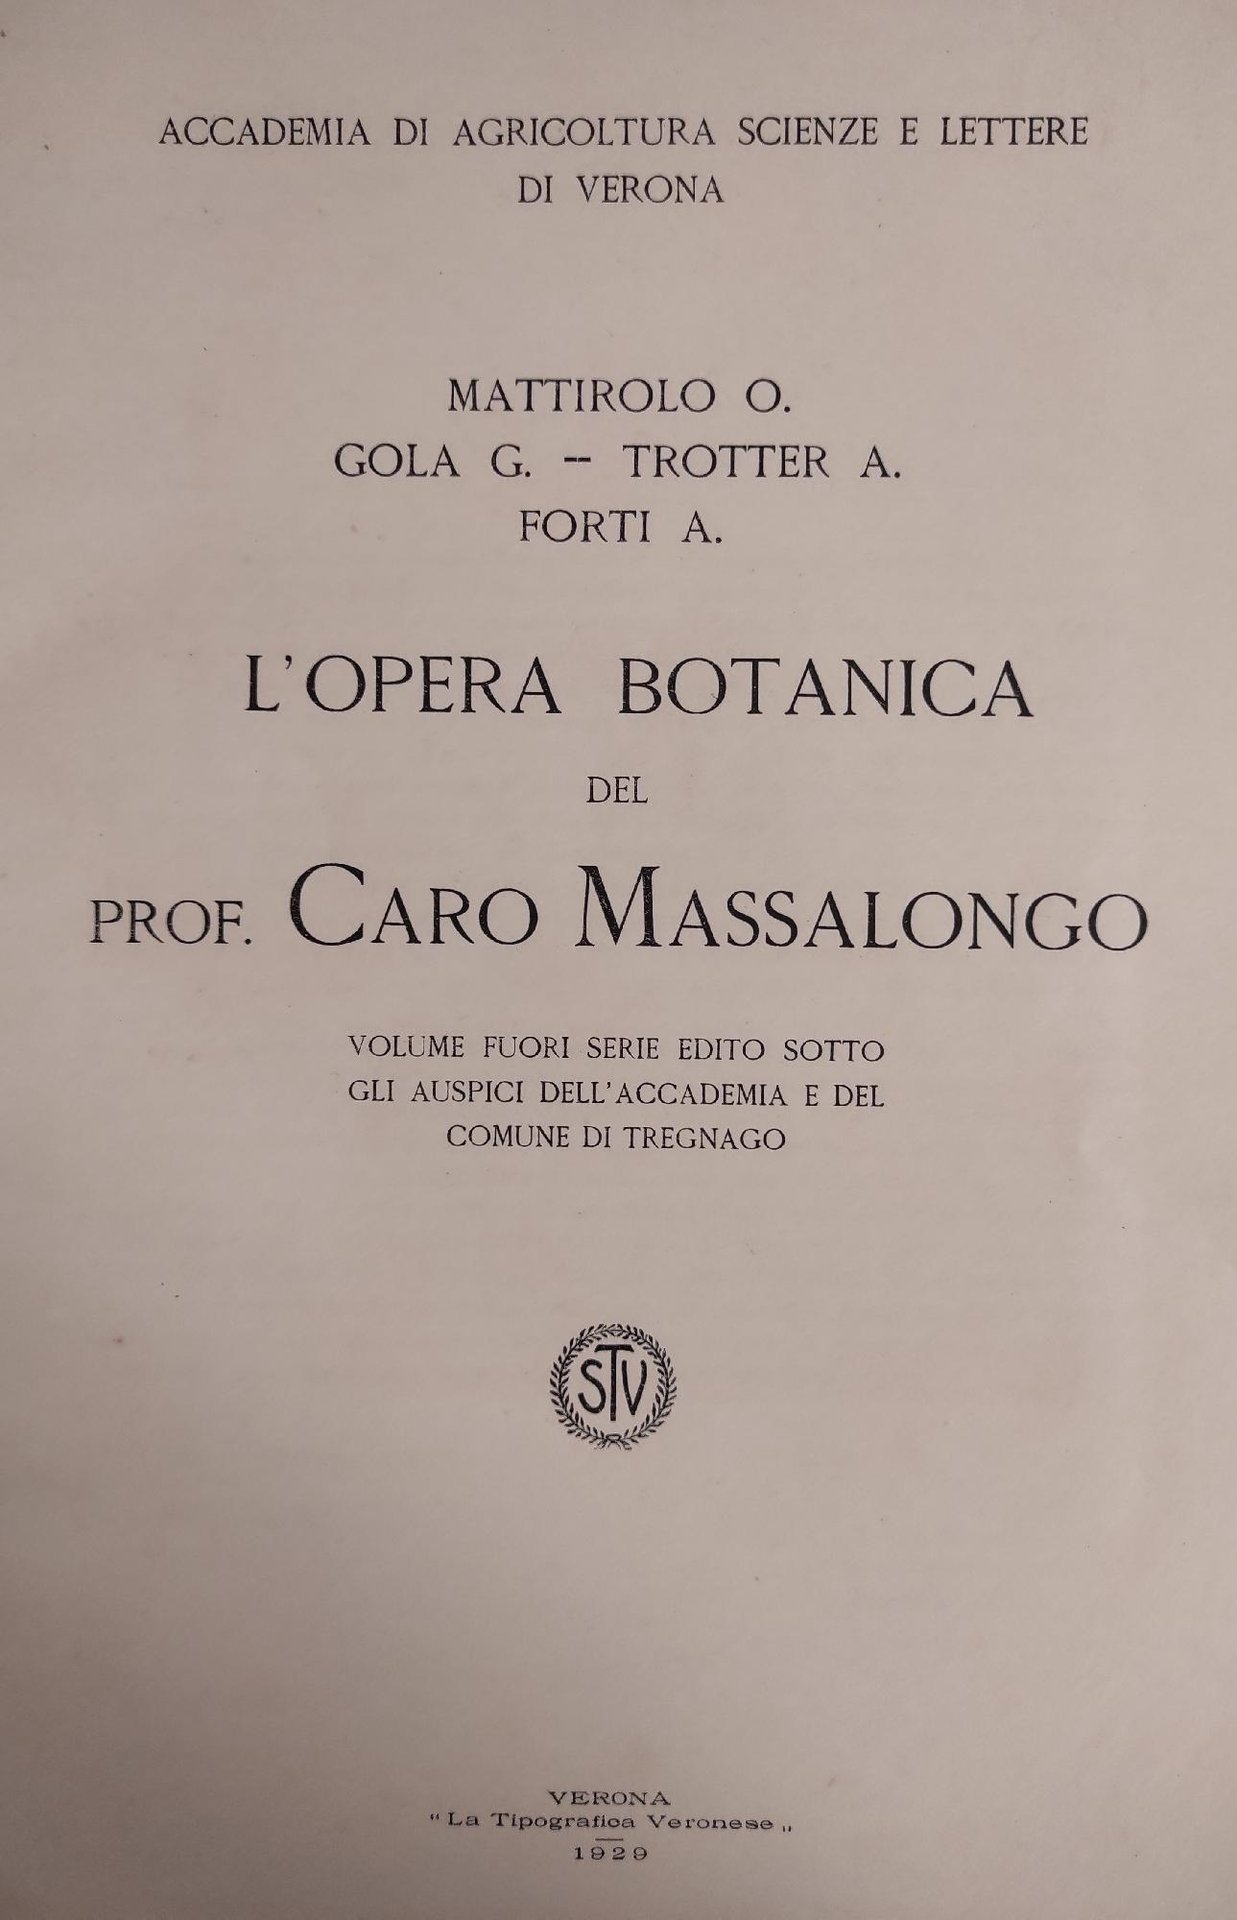 ACCADEMIA DI AGRICOLTURA SCIENZE E LETTERE
DI VERONA
MATTIROLO O.
GOLA G. -- TROTTER A.
FORTI A.
L'OPERA BOTANICA
DEL
PROF. CARO MASSALONGO
VOLUME FUORI SERIE EDITO SOTTO
GLI AUSPICI DELL'ACCADEMIA E DEL
COMUNE DI TREGNAGO
STV
VERONA
“ La Tipografica Veronese „
1929